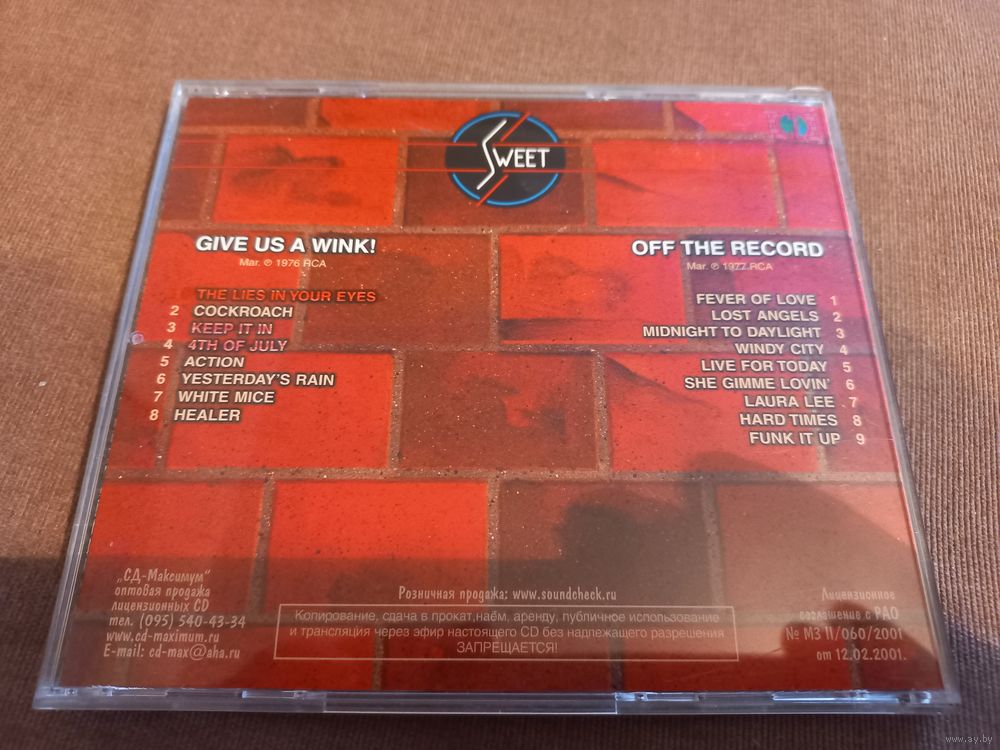 SWEET
GIVE US A WINK!
Mar. ℗ 1976 RCA
THE LIES IN YOUR EYES
2 COCKROACH
3 KEEP IT IN
4 4TH OF JULY
5 ACTION
6 YESTERDAY'S RAIN
7 WHITE MICE
8 HEALER
OFF THE RECORD
Mar. ℗ 1977 RCA
FEVER OF LOVE 1
LOST ANGELS 2
MIDNIGHT TO DAYLIGHT 3
WINDY CITY 4
LIVE FOR TODAY 5
SHE GIMME LOVIN' 6
LAURA LEE 7
HARD TIMES 8
FUNK IT UP 9
„СД-Максимум"
оптовая продажа
лицензионных CD
тел. (095) 540-43-34
www.cd-maximum.ru
E-mail: cd-max@aha.ru
Розничная продажа: www.soundcheck.ru
Копирование, сдача в прокат,наём, аренду, публичное использование
и трансляция через эфир настоящего CD без надлежащего разрешения
ЗАПРЕЩАЕТСЯ!
Лицензионное
соглашение с РАО
№ МЗ 11/060/2001
от 12.02.2001.
www.ay.by